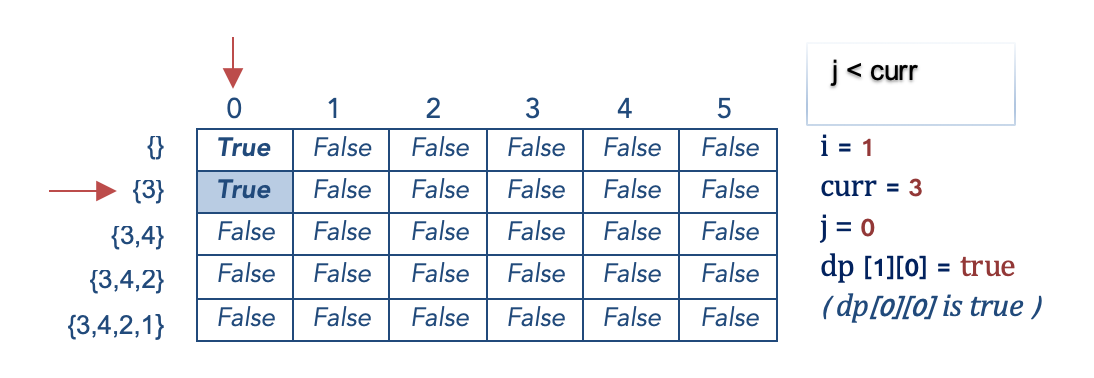 j < curr
0 1 2 3 4 5
{} True False False False False False
{3} True False False False False False
{3,4} False False False False False False
{3,4,2} False False False False False False
{3,4,2,1} False False False False False False
i = 1
curr = 3
j = 0
dp [1][0] = true
( dp[0][0] is true )